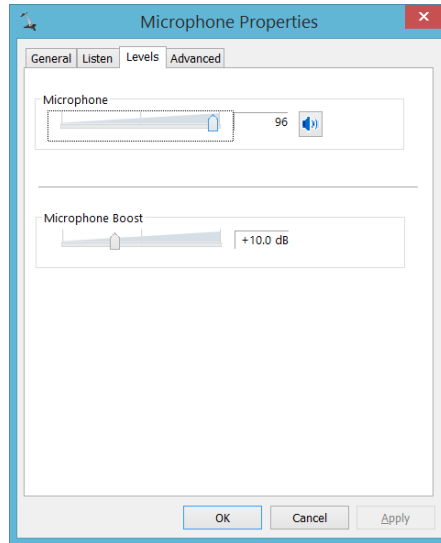 Microphone Properties
General Listen Levels Advanced
Microphone
96
Microphone Boost
+10.0 dB
OK Cancel Apply